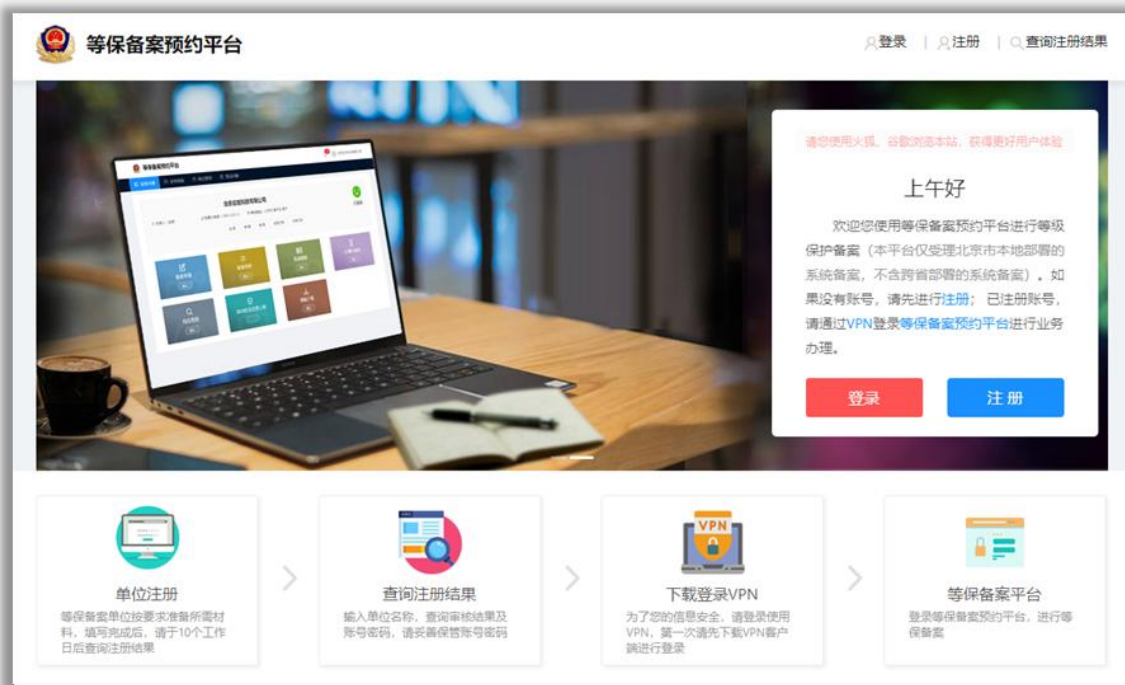 等保备案预约平台
登录 | 注册 | 查询注册结果
请您使用火狐、谷歌浏览本站，获得更好用户体验
上午好
欢迎您使用等保备案预约平台进行等级
保护备案（本平台仅受理北京市本地部署的
系统备案，不含跨省部署的系统备案）。如
果没有账号，请先进行注册； 已注册账号，
请通过VPN登录等保备案预约平台进行业务
办理。
登录
注 册
等保备案预约平台
VPN
单位注册
等保备案单位按要求准备所需材
料，填写完成后，请于10个工作
日后查询注册结果
查询注册结果
输入单位名称，查询审核结果及
账号密码，请妥善保管账号密码
下载登录VPN
为了您的信息安全，请登录使用
VPN，第一次请先下载VPN客户
端进行登录
等保备案平台
登录等保备案预约平台，进行等
保备案